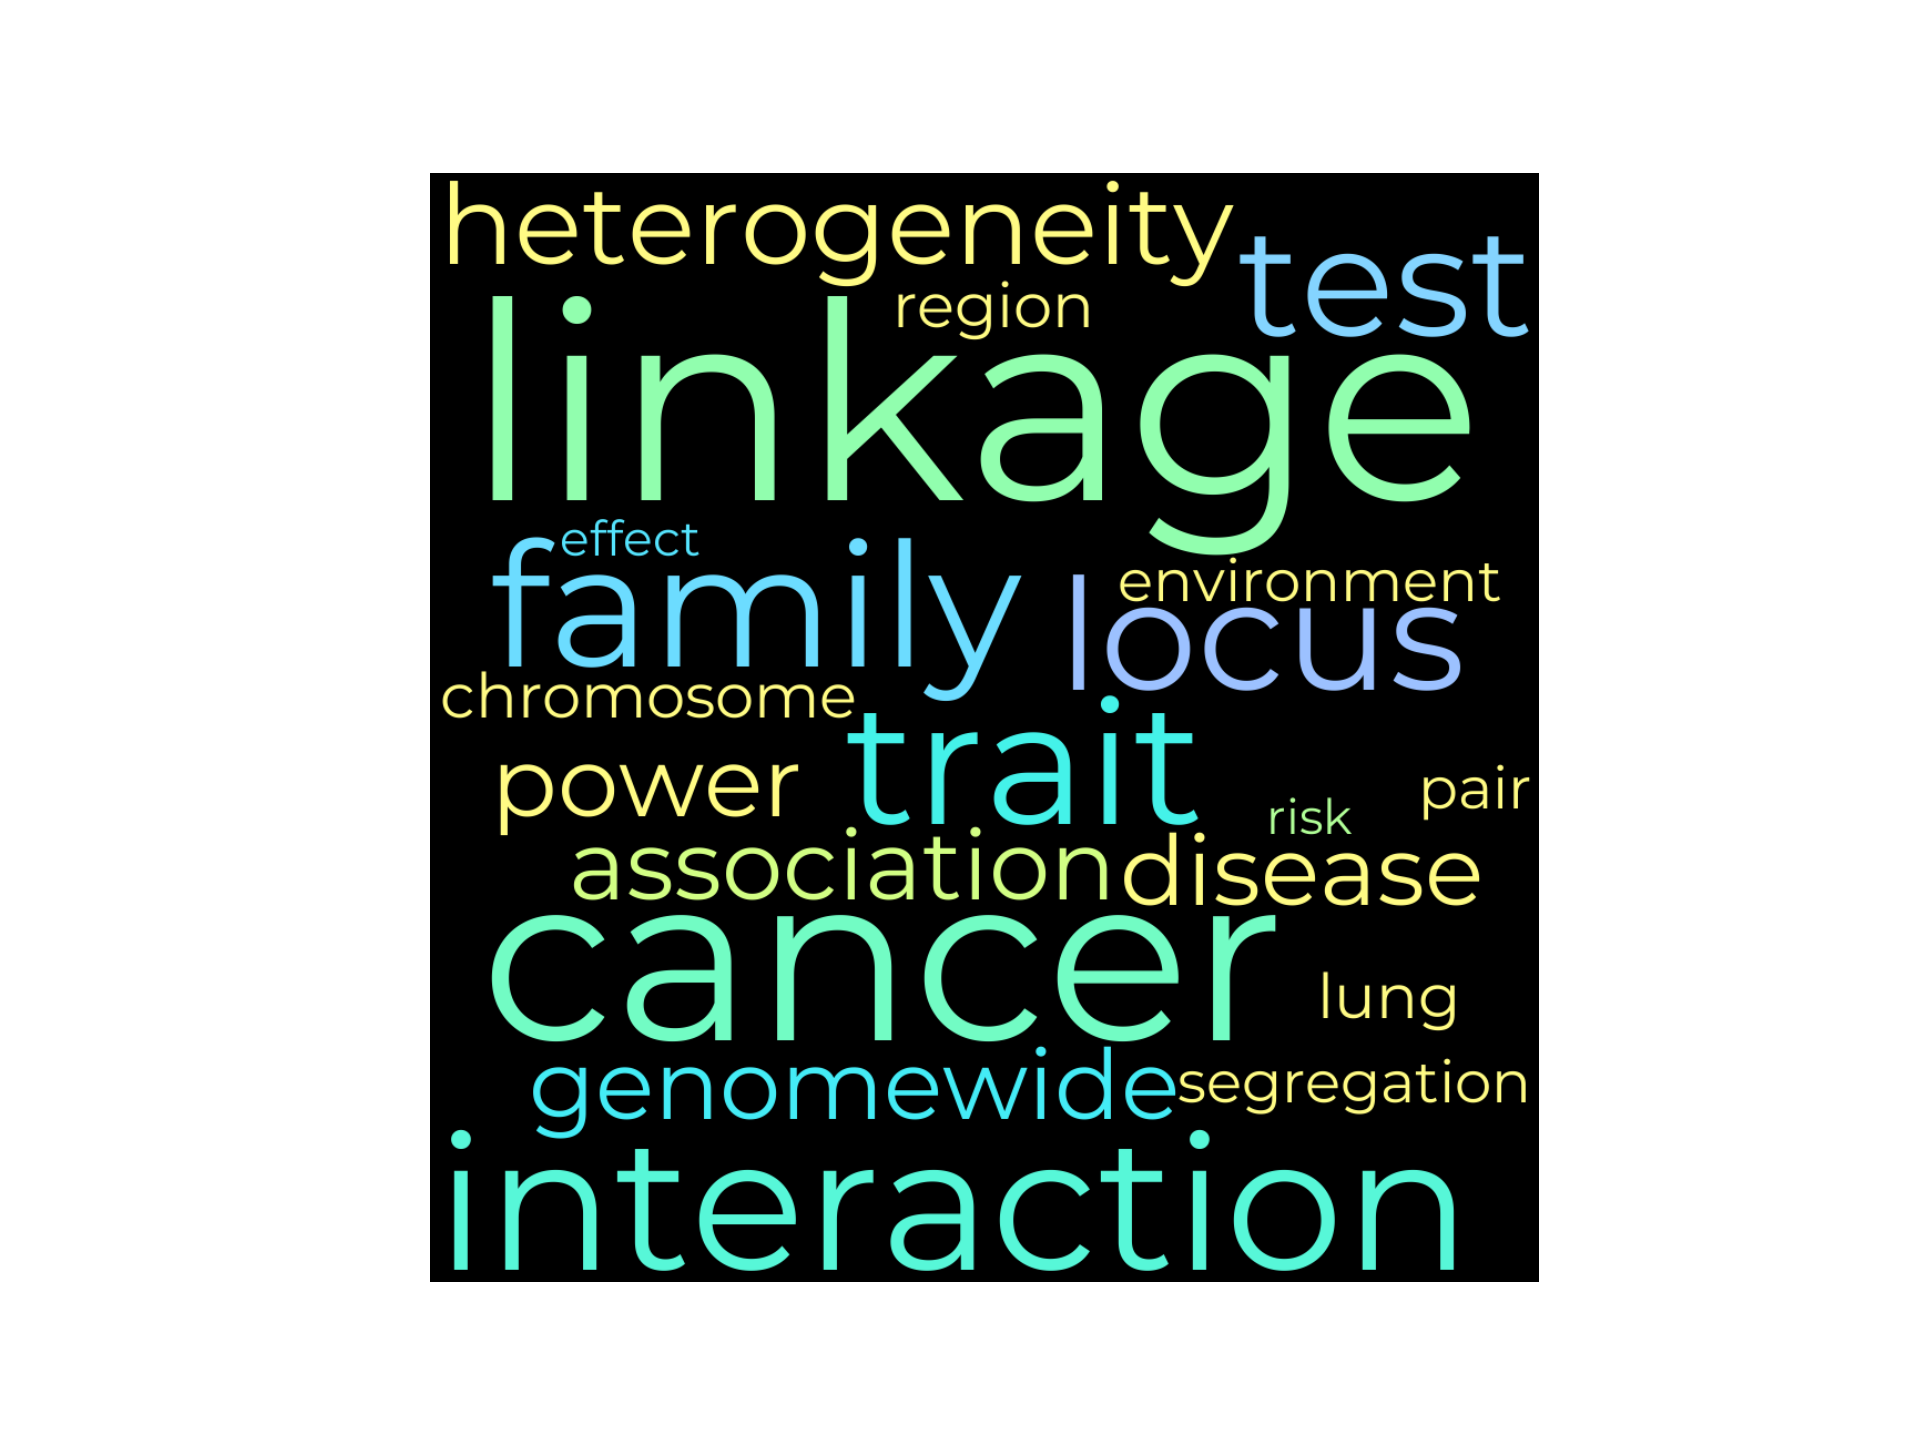 heterogeneity
test
region
linkage
effect
family
environment
locus
chromosome
trait
power
pair
risk
association
disease
cancer
lung
genomewide
segregation
interaction